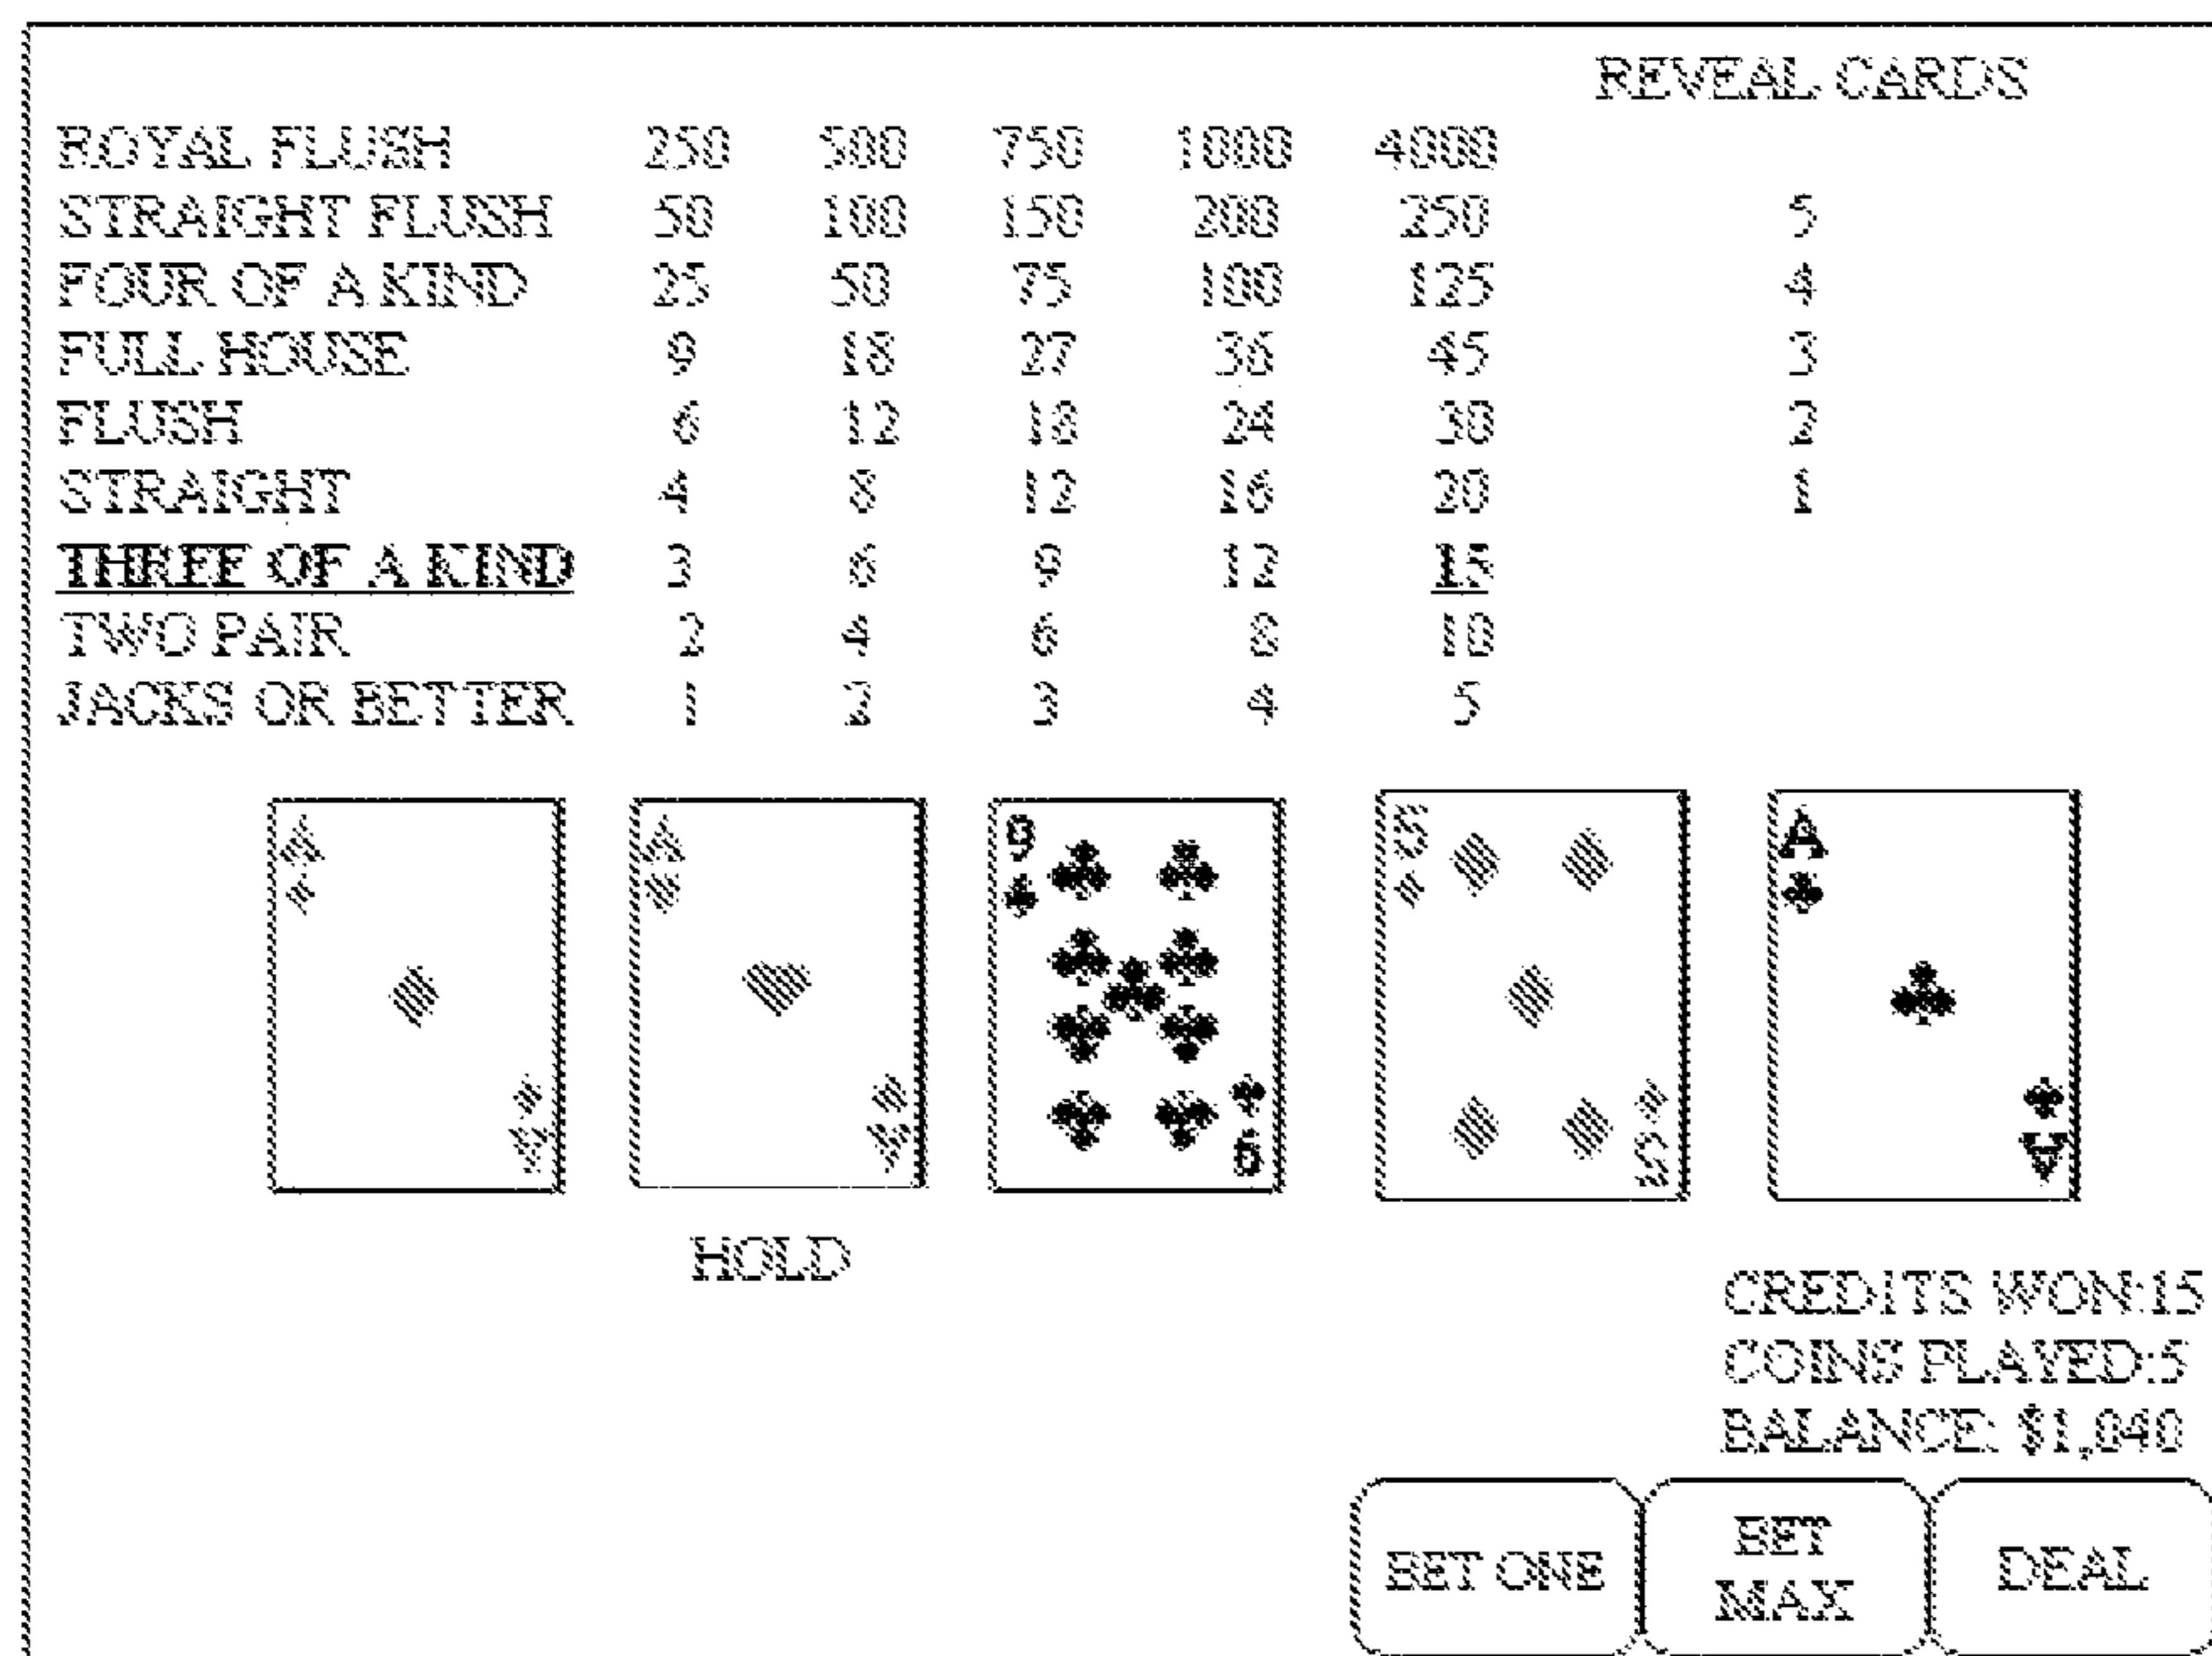 REVEAL CARDS
ROYAL FLUSH 250 500 750 1000 4000
STRAIGHT FLUSH 50 100 150 200 250 5
FOUR OF A KIND 25 50 75 100 125 4
FULL HOUSE 9 18 27 36 45 3
FLUSH 6 12 18 24 30 2
STRAIGHT 4 8 12 16 20 1
THREE OF A KIND 3 6 9 12 15
TWO PAIR 2 4 6 8 10
JACKS OR BETTER 1 2 3 4 5
A A 9 5 A
A A 9 5 A
HOLD
CREDITS WON:15
COINS PLAYED:5
BALANCE: $1,040
BET ONE BET MAX DEAL